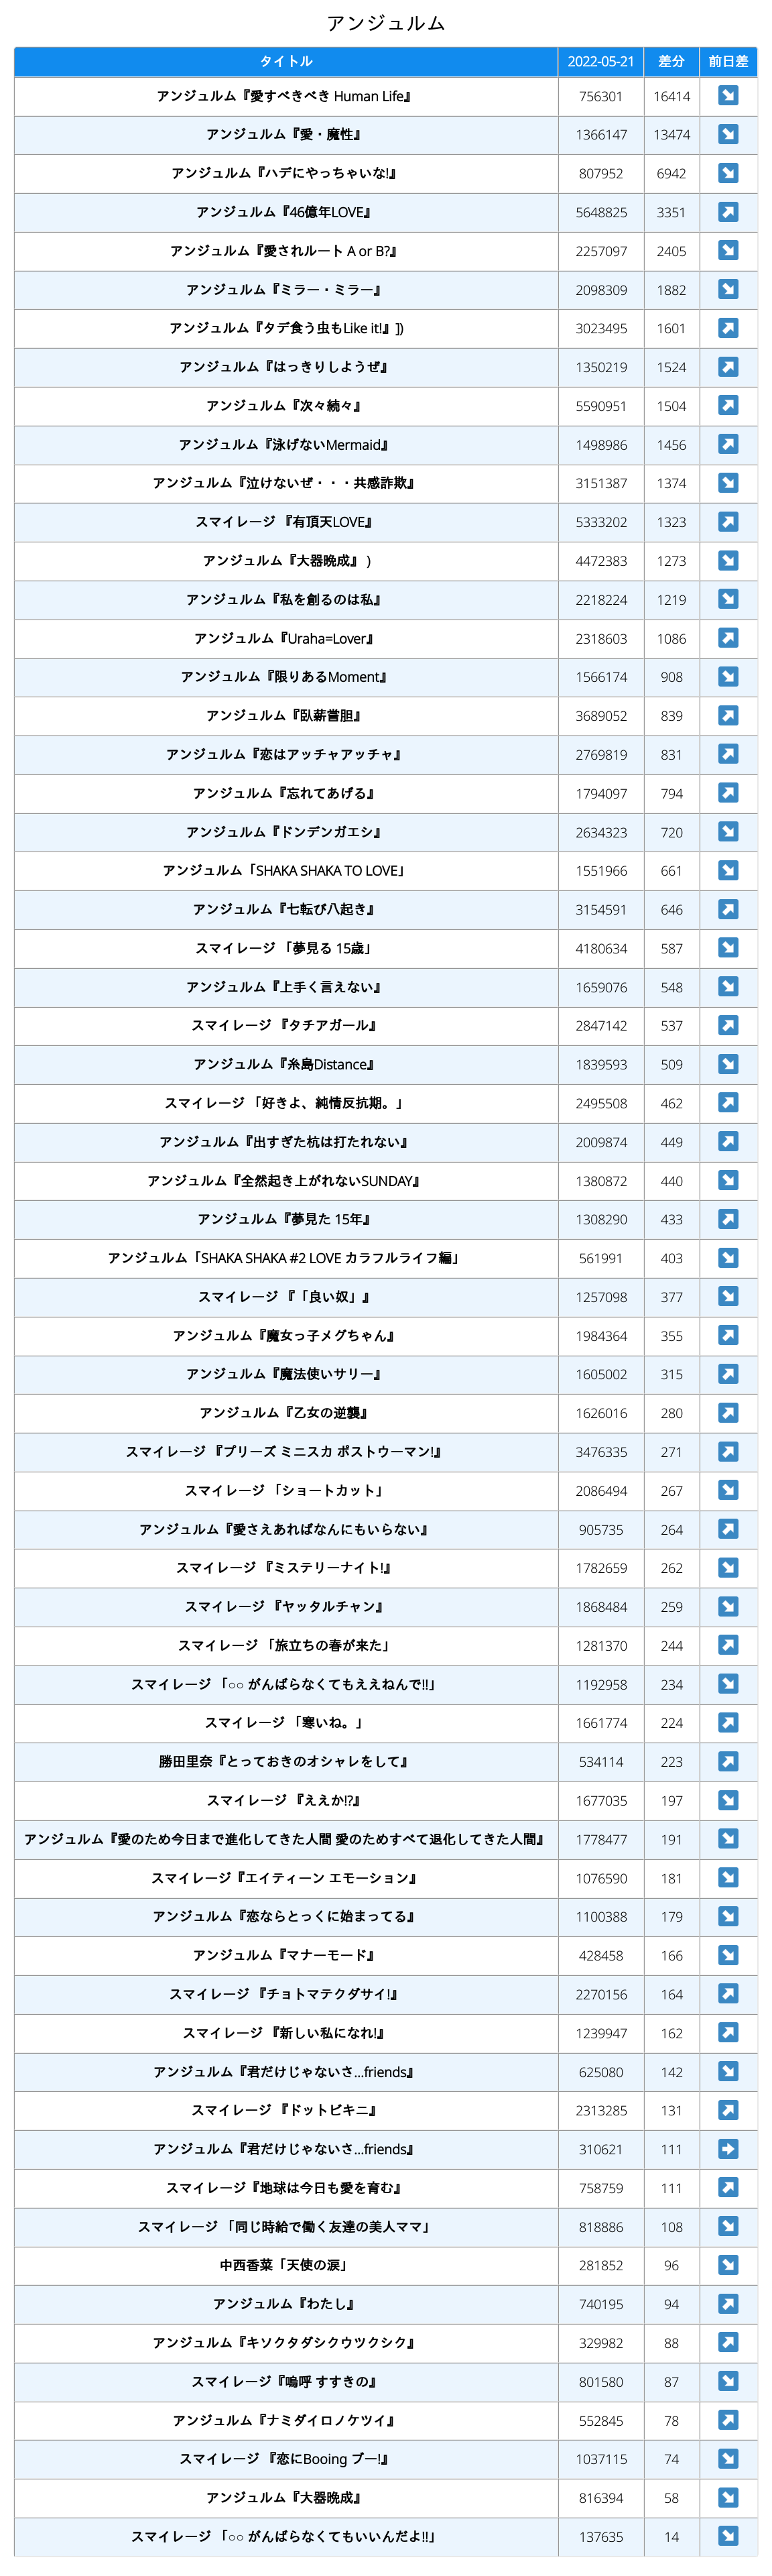 アンジュルム
タイトル 2022-05-21 差分 前日差
アンジュルム『愛すべきべき Human Life』 756301 16414 ↘
アンジュルム『愛・魔性』 1366147 13474 ↘
アンジュルム『ハデにやっちゃいな!』 807952 6942 ↘
アンジュルム『46億年LOVE』 5648825 3351 ↗
アンジュルム『愛されルート A or B?』 2257097 2405 ↘
アンジュルム『ミラー・ミラー』 2098309 1882 ↘
アンジュルム『タデ食う虫もLike it!』]) 3023495 1601 ↗
アンジュルム『はっきりしようぜ』 1350219 1524 ↗
アンジュルム『次々続々』 5590951 1504 ↗
アンジュルム『泳げないMermaid』 1498986 1456 ↗
アンジュルム『泣けないぜ・・・共感詐欺』 3151387 1374 ↘
スマイレージ 『有頂天LOVE』 5333202 1323 ↗
アンジュルム『大器晩成』 ) 4472383 1273 ↘
アンジュルム『私を創るのは私』 2218224 1219 ↘
アンジュルム『Uraha=Lover』 2318603 1086 ↗
アンジュルム『限りあるMoment』 1566174 908 ↘
アンジュルム『臥薪嘗胆』 3689052 839 ↗
アンジュルム『恋はアッチャアッチャ』 2769819 831 ↗
アンジュルム『忘れてあげる』 1794097 794 ↗
アンジュルム『ドンデンガエシ』 2634323 720 ↘
アンジュルム「SHAKA SHAKA TO LOVE」 1551966 661 ↘
アンジュルム『七転び八起き』 3154591 646 ↗
スマイレージ 「夢見る 15歳」 4180634 587 ↘
アンジュルム『上手く言えない』 1659076 548 ↘
スマイレージ 『タチアガール』 2847142 537 ↗
アンジュルム『糸島Distance』 1839593 509 ↘
スマイレージ 「好きよ、純情反抗期。」 2495508 462 ↗
アンジュルム『出すぎた杭は打たれない』 2009874 449 ↗
アンジュルム『全然起き上がれないSUNDAY』 1380872 440 ↘
アンジュルム『夢見た 15年』 1308290 433 ↗
アンジュルム「SHAKA SHAKA #2 LOVE カラフルライフ編」 561991 403 ↘
スマイレージ 『「良い奴」』 1257098 377 ↘
アンジュルム『魔女っ子メグちゃん』 1984364 355 ↗
アンジュルム『魔法使いサリー』 1605002 315 ↗
アンジュルム『乙女の逆襲』 1626016 280 ↗
スマイレージ 『プリーズ ミニスカ ポストウーマン!』 3476335 271 ↗
スマイレージ 「ショートカット」 2086494 267 ↘
アンジュルム『愛さえあればなんにもいらない』 905735 264 ↗
スマイレージ 『ミステリーナイト!』 1782659 262 ↘
スマイレージ 『ヤッタルチャン』 1868484 259 ↘
スマイレージ 「旅立ちの春が来た」 1281370 244 ↗
スマイレージ 「○○ がんばらなくてもええねんで!!」 1192958 234 ↘
スマイレージ 「寒いね。」 1661774 224 ↗
勝田里奈『とっておきのオシャレをして』 534114 223 ↗
スマイレージ 『ええか!?』 1677035 197 ↘
アンジュルム『愛のため今日まで進化してきた人間 愛のためすべて退化してきた人間』 1778477 191 ↘
スマイレージ『エイティーン エモーション』 1076590 181 ↘
アンジュルム『恋ならとっくに始まってる』 1100388 179 ↘
アンジュルム『マナーモード』 428458 166 ↘
スマイレージ 『チョトマテクダサイ!』 2270156 164 ↗
スマイレージ 『新しい私になれ!』 1239947 162 ↗
アンジュルム『君だけじゃないさ...friends』 625080 142 ↘
スマイレージ 『ドットビキニ』 2313285 131 ↗
アンジュルム『君だけじゃないさ...friends』 310621 111 ➡
スマイレージ『地球は今日も愛を育む』 758759 111 ↗
スマイレージ 「同じ時給で働く友達の美人ママ」 818886 108 ↘
中西香菜「天使の涙」 281852 96 ↘
アンジュルム『わたし』 740195 94 ↗
アンジュルム『キソクタダシクウツクシク』 329982 88 ↗
スマイレージ『嗚呼 すすきの』 801580 87 ↘
アンジュルム『ナミダイロノケツイ』 552845 78 ↗
スマイレージ 『恋にBooing ブー!』 1037115 74 ↘
アンジュルム『大器晩成』 816394 58 ↘
スマイレージ 「○○ がんばらなくてもいいんだよ!!」 137635 14 ↘